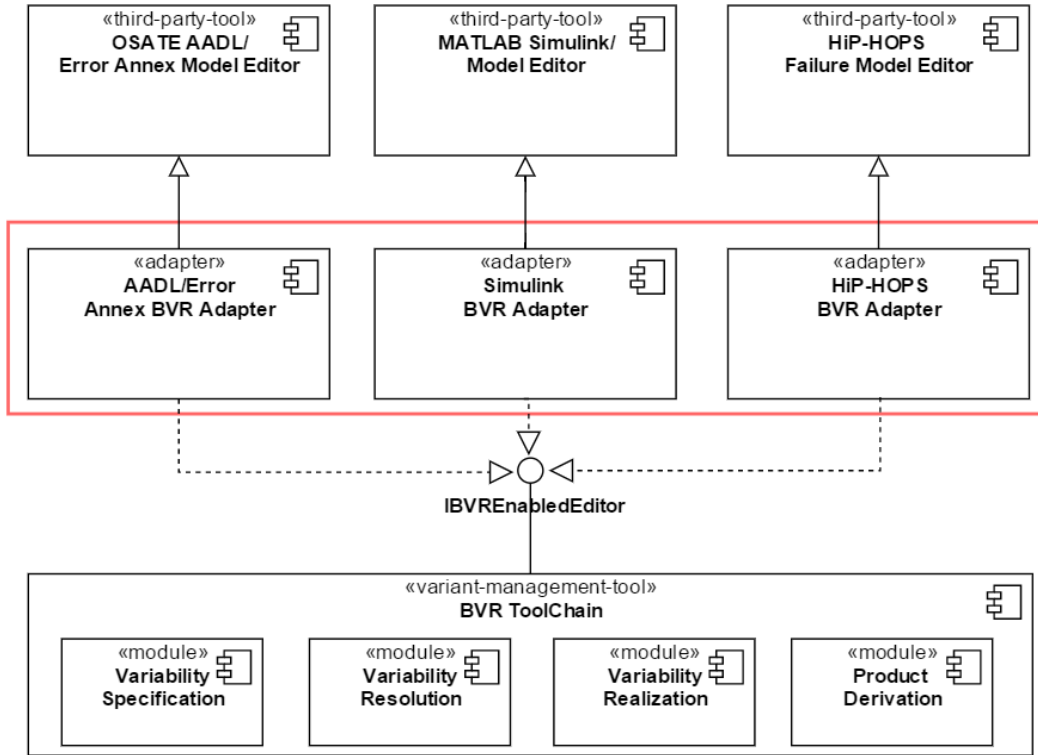 «third-party-tool»
OSATE AADL/
Error Annex Model Editor
«third-party-tool»
MATLAB Simulink/
Model Editor
«third-party-tool»
HiP-HOPS
Failure Model Editor
«adapter»
AADL/Error
Annex BVR Adapter
«adapter»
Simulink
BVR Adapter
«adapter»
HiP-HOPS
BVR Adapter
IBVREnabledEditor
«variant-management-tool»
BVR ToolChain
«module»
Variability
Specification
«module»
Variability
Resolution
«module»
Variability
Realization
«module»
Product
Derivation